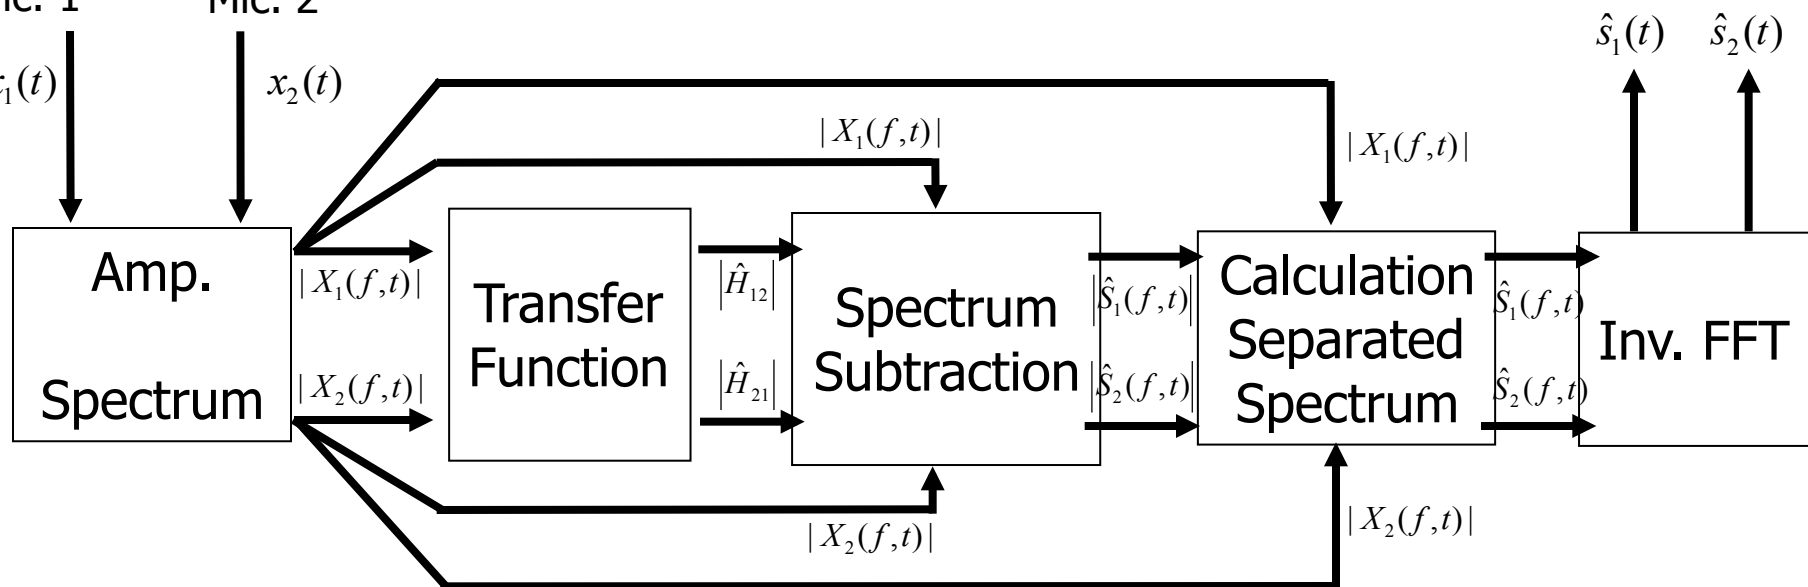 Mic. 2
x₂(t)
ŝ₁(t) ŝ₂(t)
|X₁(f,t)|
|X₁(f,t)|
Amp.
Spectrum
|X₁(f,t)|
|X₂(f,t)|
Transfer
Function
|Ĥ₁₂|
|Ĥ₂₁|
Spectrum
Subtraction
|Ŝ₁(f,t)|
|Ŝ₂(f,t)|
Calculation
Separated
Spectrum
Ŝ₁(f,t)
Ŝ₂(f,t)
Inv. FFT
|X₂(f,t)|
|X₂(f,t)|